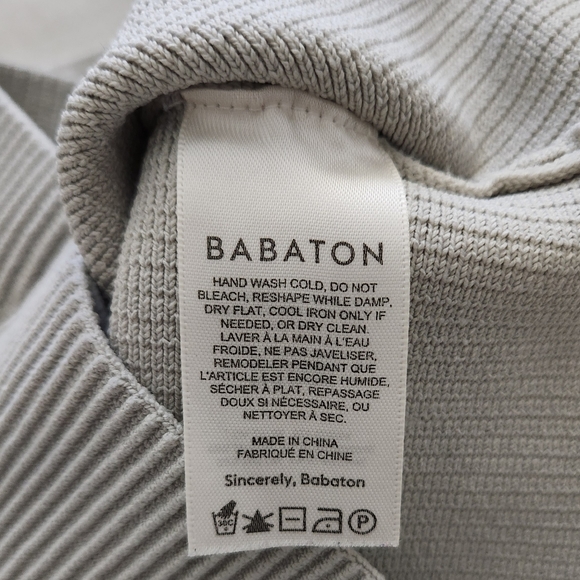 BABATON
HAND WASH COLD, DO NOT
BLEACH, RESHAPE WHILE DAMP,
DRY FLAT, COOL IRON ONLY IF
NEEDED, OR DRY CLEAN.
LAVER À LA MAIN À L'EAU
FROIDE, NE PAS JAVELISER,
REMODELER PENDANT QUE
L'ARTICLE EST ENCORE HUMIDE,
SÉCHER À PLAT, REPASSAGE
DOUX SI NÉCESSAIRE, OU
NETTOYER À SEC.
MADE IN CHINA
FABRIQUÉ EN CHINE
Sincerely, Babaton
30C P